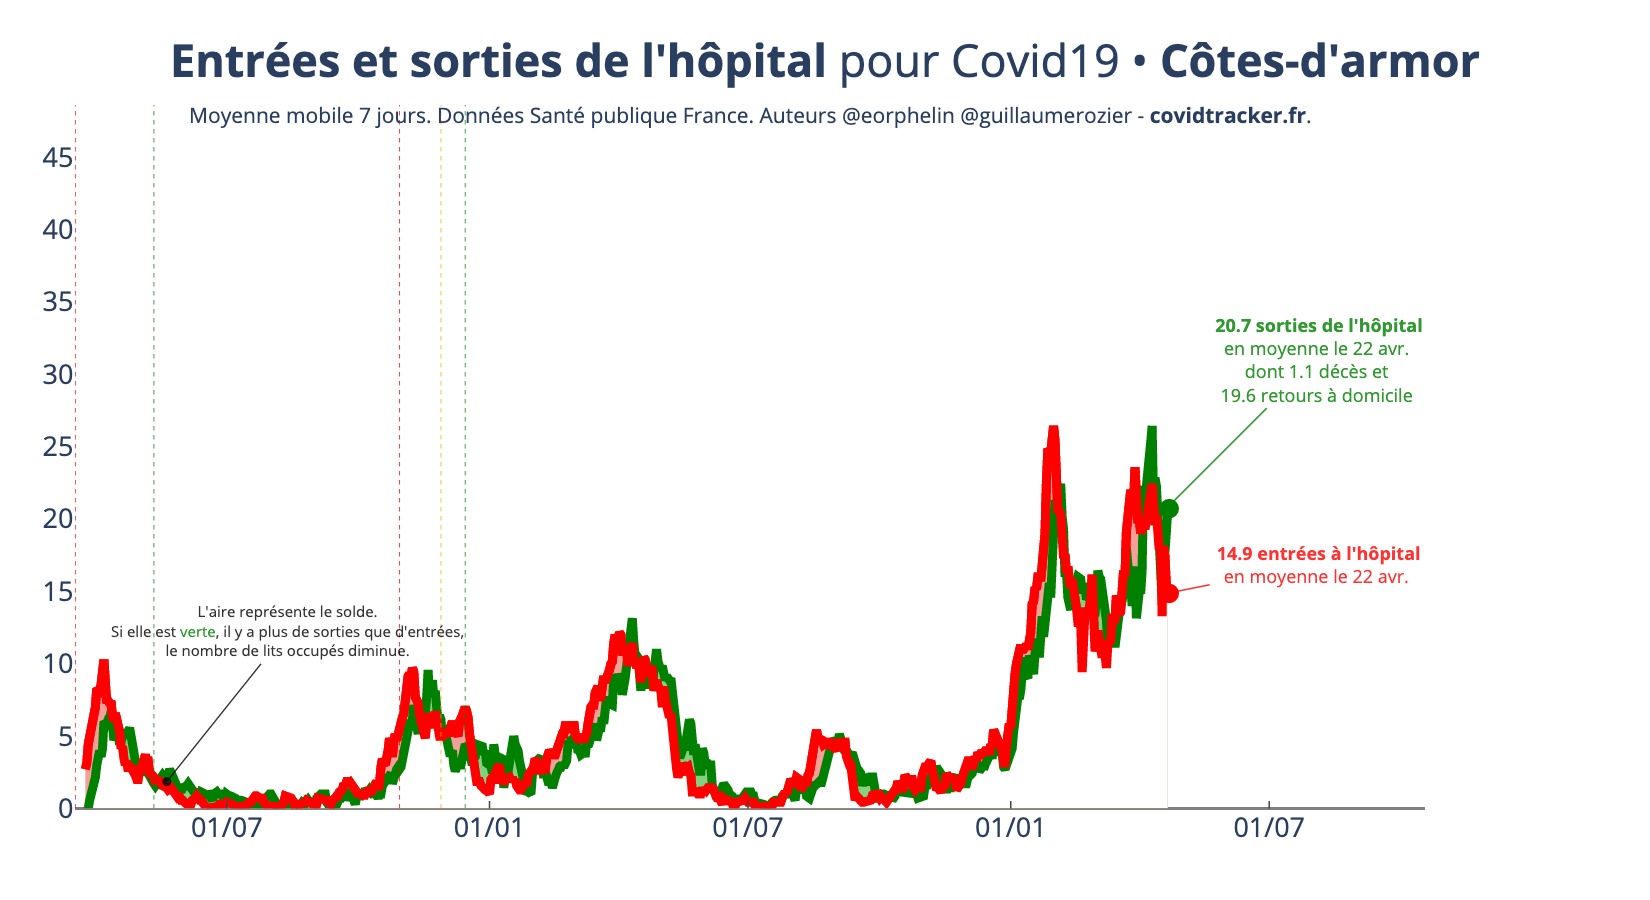 Entrées et sorties de l'hôpital pour Covid19 • Côtes-d'armor
Moyenne mobile 7 jours. Données Santé publique France. Auteurs @eorphelin @guillaumerozier - covidtracker.fr.
45
40
35
30
25
20
15
10
5
0
20.7 sorties de l'hôpital
en moyenne le 22 avr.
dont 1.1 décès et
19.6 retours à domicile
14.9 entrées à l'hôpital
en moyenne le 22 avr.
L'aire représente le solde.
Si elle est verte, il y a plus de sorties que d'entrées,
le nombre de lits occupés diminue.
01/07
01/01
01/07
01/01
01/07